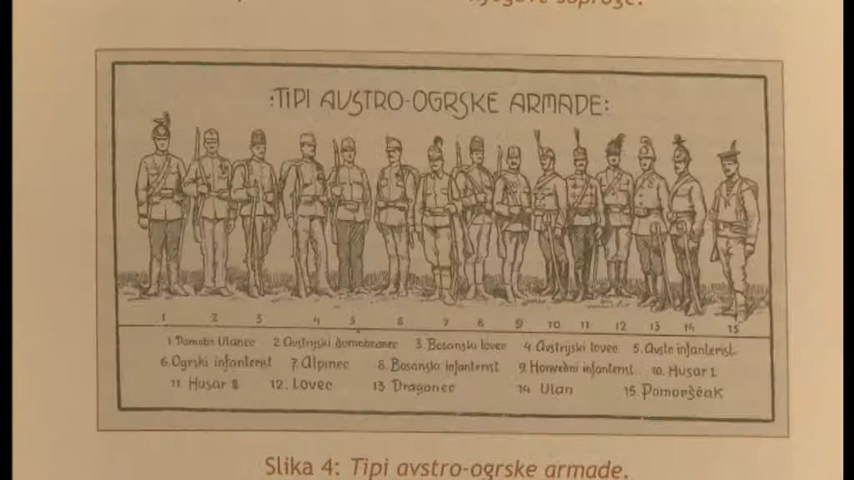 njegove soprože.
:TIPI AVSTRO-OGRSKE ARMADE:
1 2 3 4 5 6 7 8 9 10 11 12 13 14 15
1 Domobr. Ulanec 2. Avstrijski domobranec 3. Bosanski lovec 4. Avstrijski lovec 5. Avstr. infanterist
6. Ogrski infanterist 7. Alpinec 8. Bosanski infanterist 9. Honvedni infanterist 10. Husar I.
11 Husar II. 12. Lovec 13 Dragonec 14 Ulan 15. Pomorščak
Slika 4: Tipi avstro-ogrske armade.